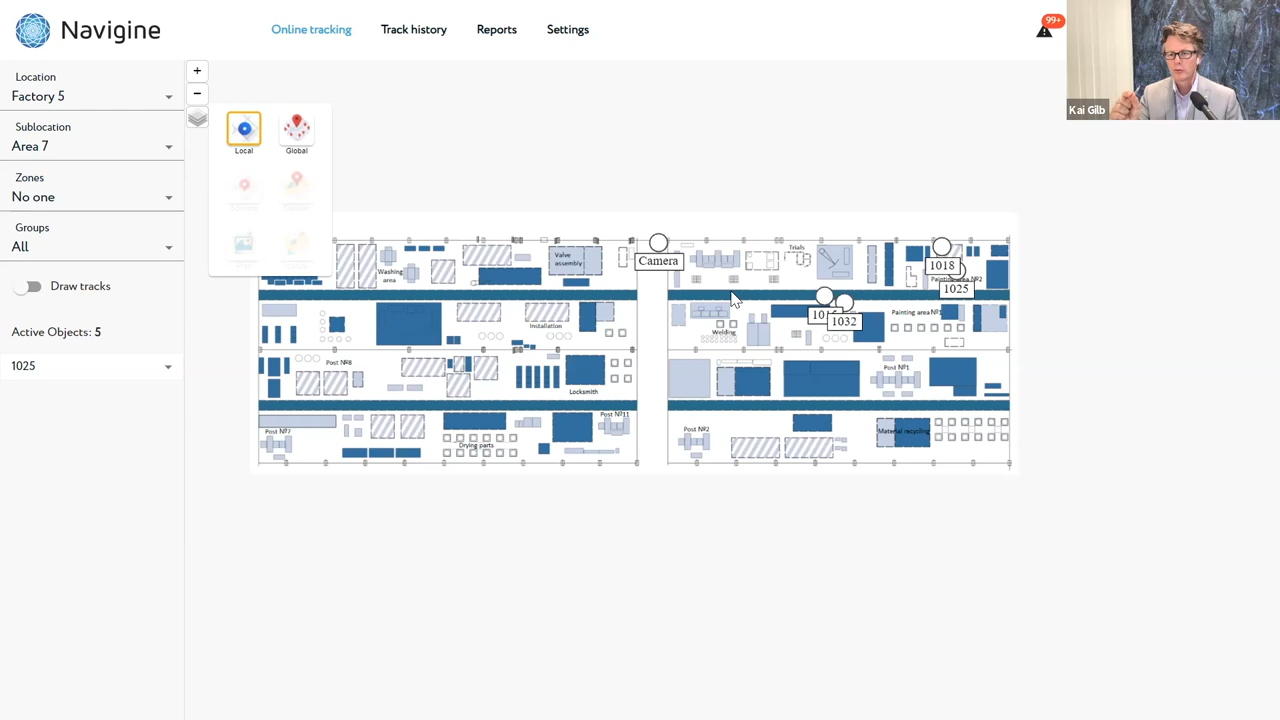 Navigine
Online tracking
Track history
Reports
Settings
99+
Kai Gilb
Location
Factory 5
Sublocation
Area 7
Zones
No one
Groups
All
Draw tracks
Active Objects: 5
1025
+
−
Local
Global
Washing
area
Valve
assembly
Camera
Trials
1018
1025
1032
Installation
Welding
Painting area №1
Post №8
Locksmith
Post №1
Post №7
Drying parts
Post №11
Post №2
Material recycling